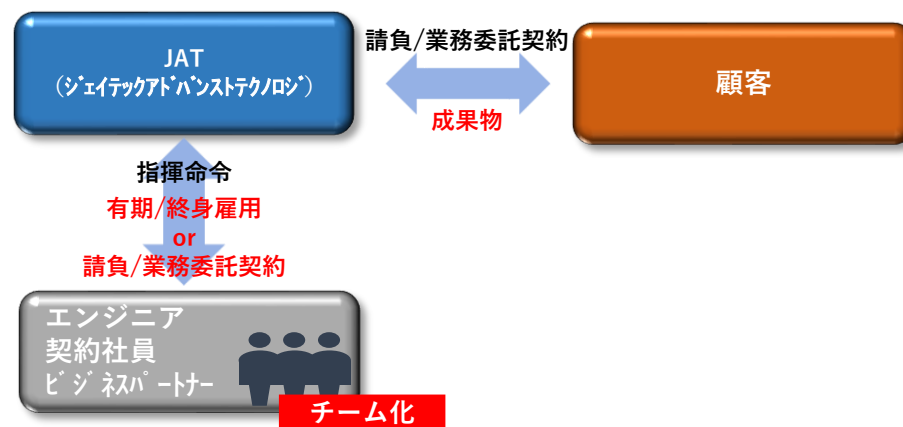 JAT
(ｼﾞｪｲﾃｯｸｱﾄﾞﾊﾞﾝｽﾄﾃｸﾉﾛｼﾞ)
請負/業務委託契約
成果物
顧客
指揮命令
有期/終身雇用
or
請負/業務委託契約
エンジニア
契約社員
ﾋﾞｼﾞﾈｽﾊﾟｰﾄﾅｰ
チーム化